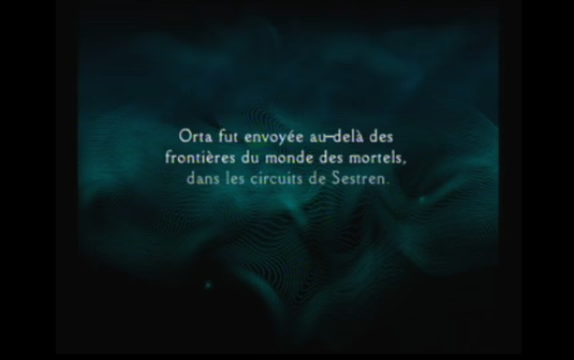 Orta fut envoyée au-delà des
frontières du monde des mortels,
dans les circuits de Sestren.